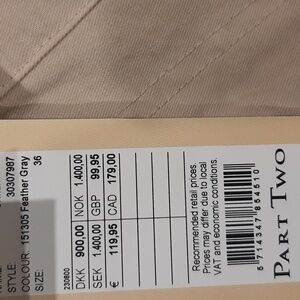 STYLE: 30307987
COLOUR: 151305 Feather Gray
SIZE: 36
230800
DKK 900,00 NOK 1.400,00
SEK 1.400,00 GBP 99,95
€ 119,95 CAD 179,00
Recommended retail prices.
Prices may differ due to local
VAT and economic changes.
5 714347 854510
PART TWO